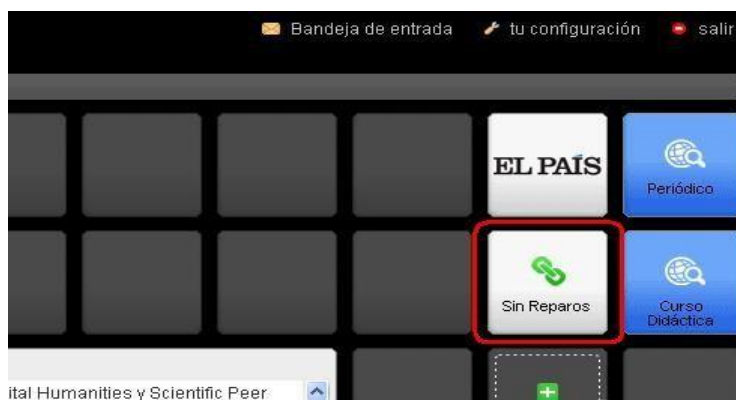 Bandeja de entrada tu configuración salir
EL PAÍS
Periódico
Sin Reparos
Curso
Didáctica
ital Humanities y Scientific Peer